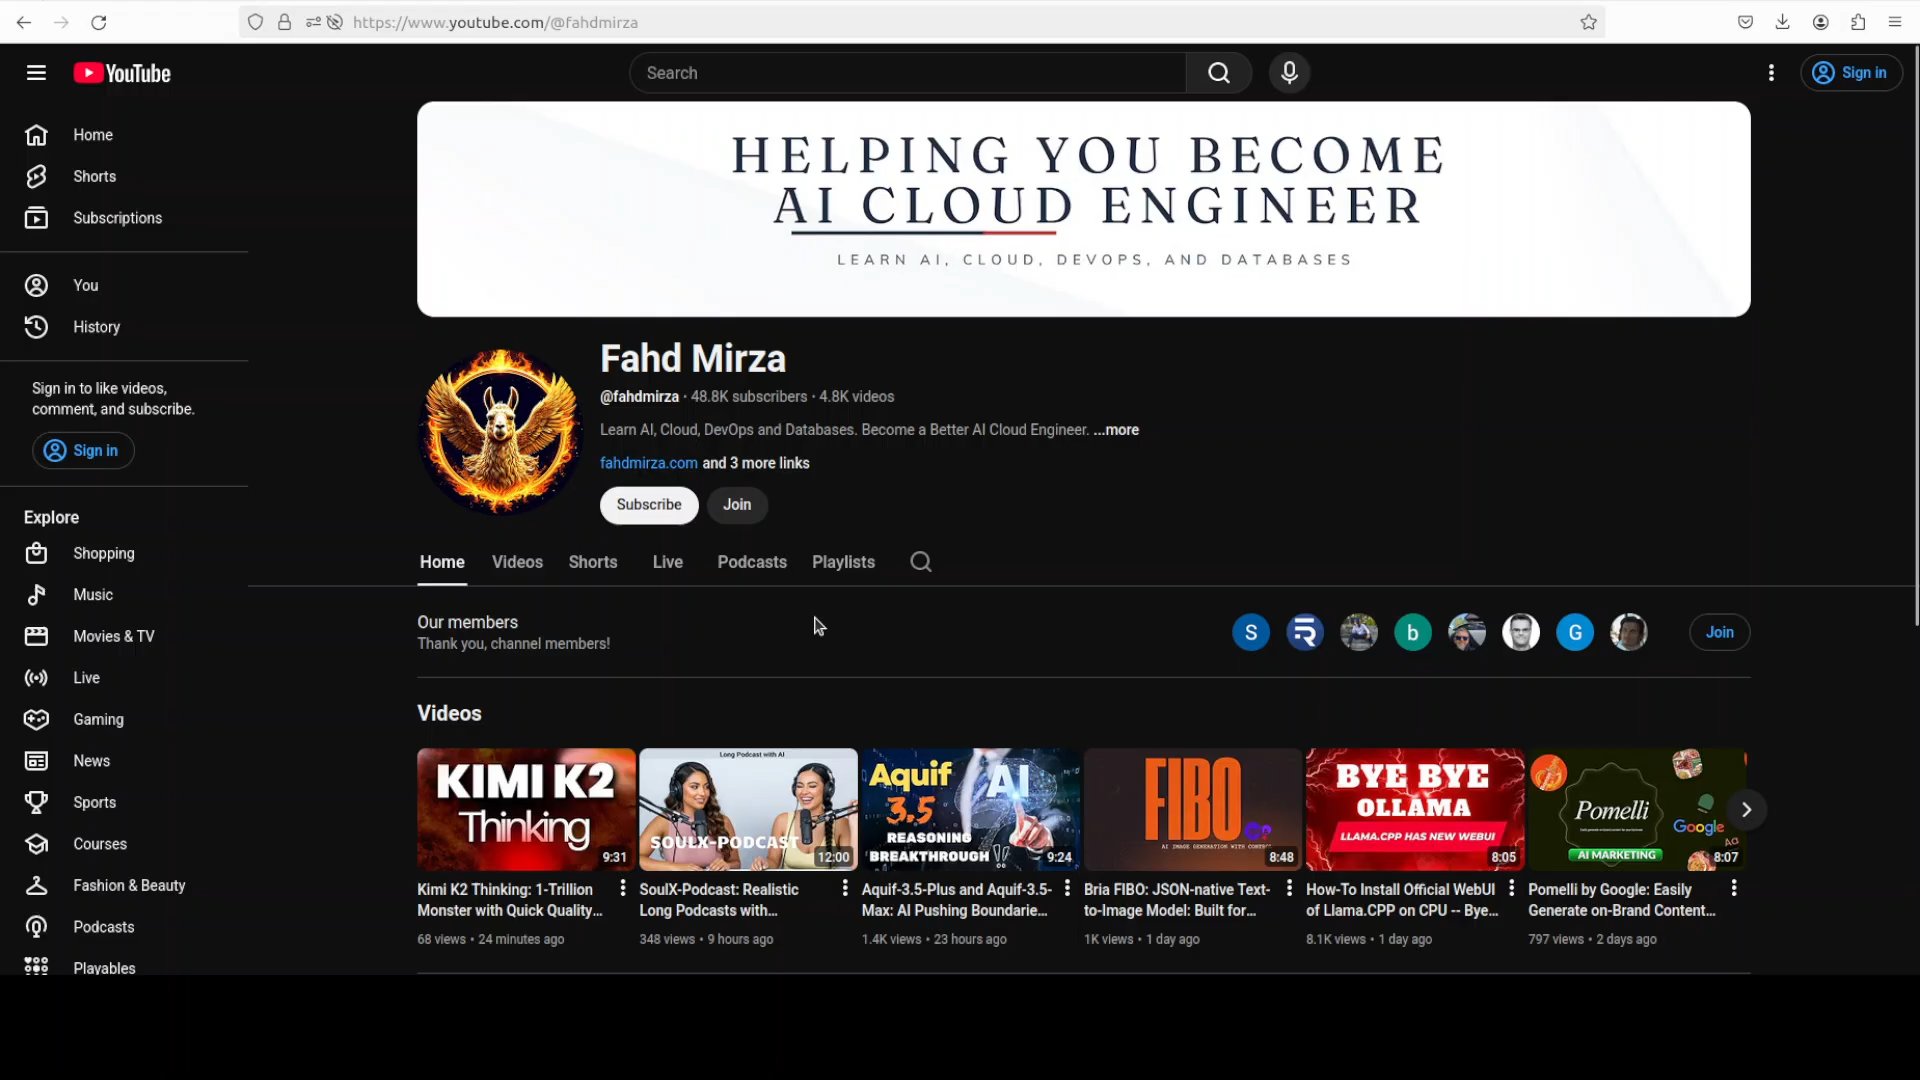 https://www.youtube.com/@fahdmirza
YouTube
Search
Sign in
Home
Shorts
Subscriptions
You
History
Sign in to like videos,
comment, and subscribe.
Sign in
Explore
Shopping
Music
Movies & TV
Live
Gaming
News
Sports
Courses
Fashion & Beauty
Podcasts
Playables
HELPING YOU BECOME
AI CLOUD ENGINEER
LEARN AI, CLOUD, DEVOPS, AND DATABASES
Fahd Mirza
@fahdmirza • 48.8K subscribers • 4.8K videos
Learn AI, Cloud, DevOps and Databases. Become a Better AI Cloud Engineer. ...more
fahdmirza.com and 3 more links
Subscribe Join
Home Videos Shorts Live Podcasts Playlists
Our members
Thank you, channel members!
S b G
Join
Videos
KIMI K2
Thinking
9:31
Kimi K2 Thinking: 1-Trillion
Monster with Quick Quality...
68 views • 24 minutes ago
Long Podcast with AI
SOULX-PODCAST
12:00
SoulX-Podcast: Realistic
Long Podcasts with...
348 views • 9 hours ago
Aquif AI
3.5
REASONING
BREAKTHROUGH !!
9:24
Aquif-3.5-Plus and Aquif-3.5-
Max: AI Pushing Boundarie...
1.4K views • 23 hours ago
FIBO
AI IMAGE GENERATION WITH CONTROL
8:48
Bria FIBO: JSON-native Text-
to-Image Model: Built for...
1K views • 1 day ago
BYE BYE
OLLAMA
LLAMA.CPP HAS NEW WEBUI
8:05
How-To Install Official WebUI
of Llama.CPP on CPU -- Bye...
8.1K views • 1 day ago
Pomelli
Google
AI MARKETING
8:07
Pomelli by Google: Easily
Generate on-Brand Content...
797 views • 2 days ago